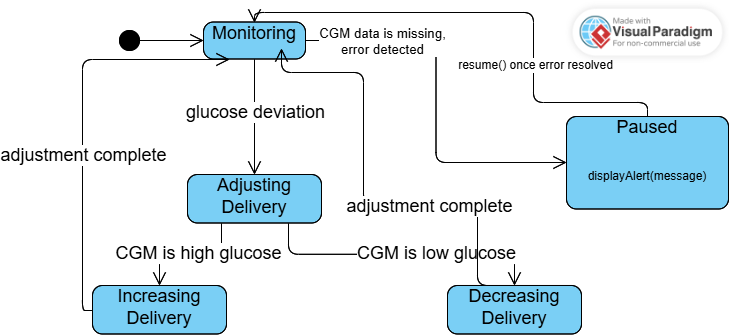 Monitoring
CGM data is missing,
error detected
Made with
Visual Paradigm
For non-commercial use
resume() once error resolved
glucose deviation
Paused
displayAlert(message)
adjustment complete
Adjusting
Delivery
adjustment complete
CGM is high glucose
CGM is low glucose
Increasing
Delivery
Decreasing
Delivery